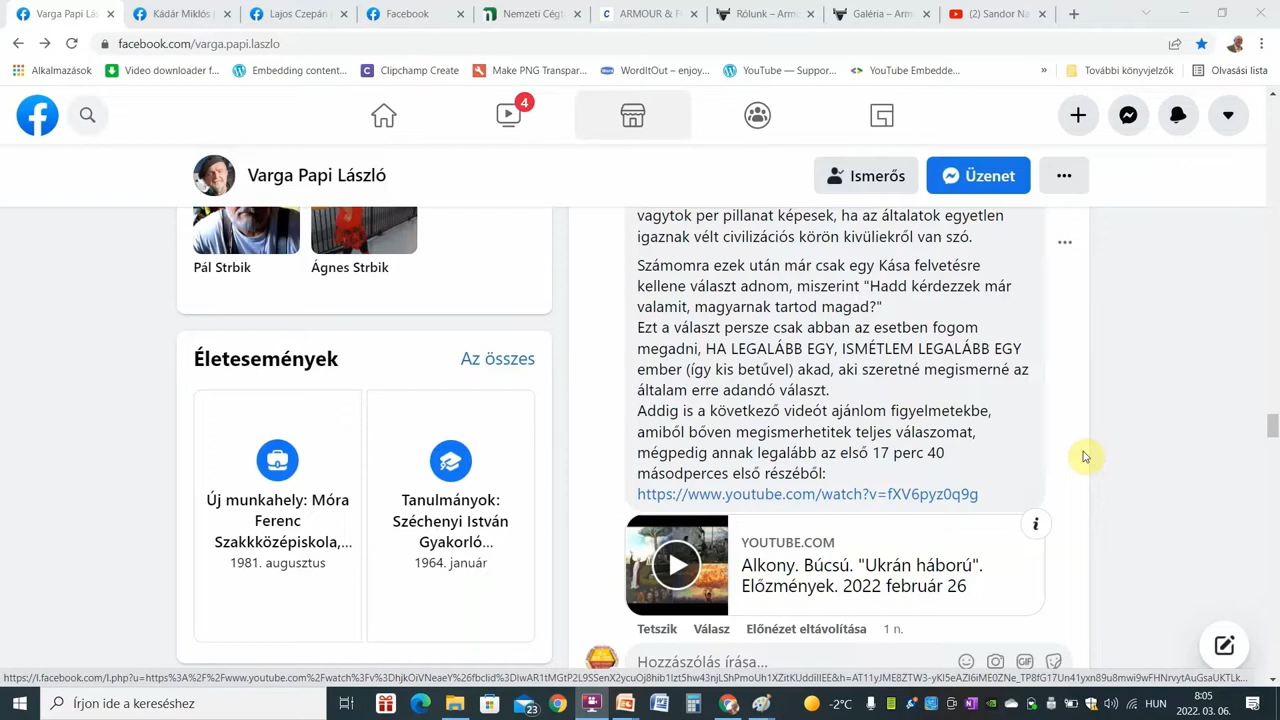 Varga Papi Lás
Kádár Miklós |
Lajos Czepán |
Facebook
Nemzeti Cégt
ARMOUR & F
Rólunk – Armo
Galéria – Arm
(2) Sandor Na
facebook.com/varga.papi.laszlo
Alkalmazások
Video downloader f...
Embedding content...
Clipchamp Create
Make PNG Transpar...
WordItOut – enjoy...
YouTube — Suppor...
YouTube Embedde...
»
További könyvjelzők
Olvasási lista
4
Varga Papi László
Ismerős
Üzenet
Pál Strbik
Ágnes Strbik
Életesemények
Az összes
Új munkahely: Móra
Ferenc
Szakkközépiskola,...
1981. augusztus
Tanulmányok:
Széchenyi István
Gyakorló...
1964. január
vagytok per pillanat képesek, ha az általatok egyetlen
igaznak vélt civilizációs körön kivüliekről van szó.
Számomra ezek után már csak egy Kása felvetésre
kellene választ adnom, miszerint "Hadd kérdezzek már
valamit, magyarnak tartod magad?"
Ezt a választ persze csak abban az esetben fogom
megadni, HA LEGALÁBB EGY, ISMÉTLEM LEGALÁBB EGY
ember (így kis betűvel) akad, aki szeretné megismerné az
általam erre adandó választ.
Addig is a következő videót ajánlom figyelmetekbe,
amiből bőven megismerhetitek teljes válaszomat,
mégpedig annak legalább az első 17 perc 40
másodperces első részéből:
https://www.youtube.com/watch?v=fXV6pyz0q9g
YOUTUBE.COM
Alkony. Búcsú. "Ukrán háború".
Előzmények. 2022 február 26
Tetszik Válasz Előnézet eltávolítása 1 n.
Hozzászólás írása...
GIF
Írjon ide a kereséshez
23
-2°C
HUN
8:05
2022. 03. 06.